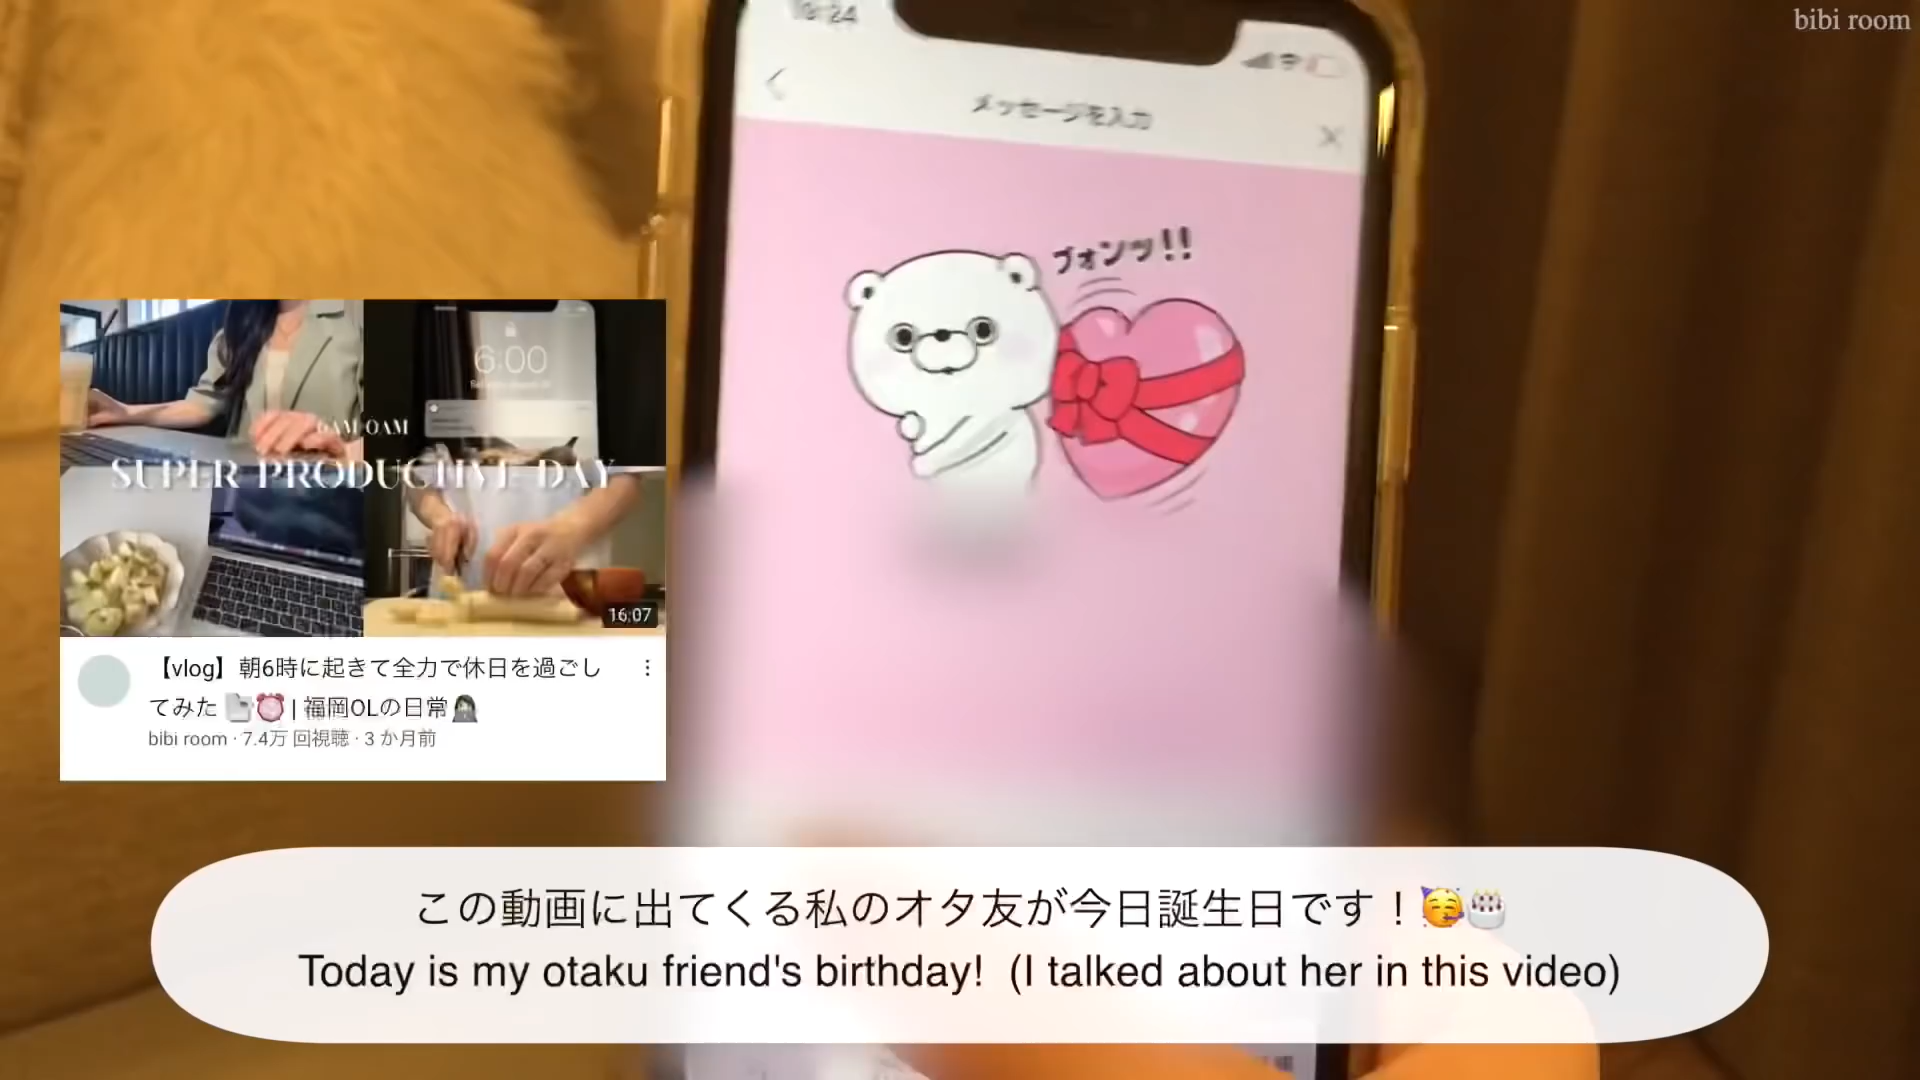 bibi room
メッセージを入力
ブォンッ!!
6:00
6AM-0AM
SUPER PRODUCTIVE DAY
16:07
【vlog】朝6時に起きて全力で休日を過ごし
てみた 📄⏰ | 福岡OLの日常
bibi room · 7.4万 回視聴 · 3 か月前
この動画に出てくる私のオタ友が今日誕生日です！🥳🎂
Today is my otaku friend's birthday! (I talked about her in this video)